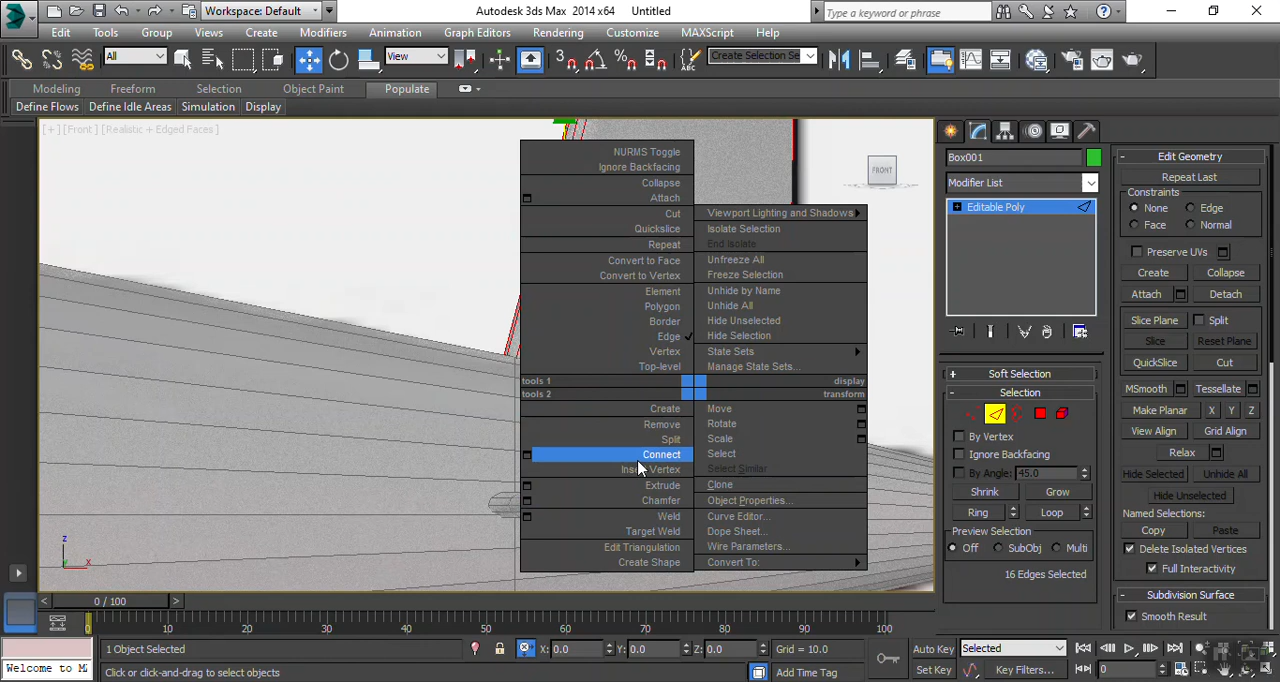 Workspace: Default
Autodesk 3ds Max 2014 x64 Untitled
Type a keyword or phrase
Edit Tools Group Views Create Modifiers Animation Graph Editors Rendering Customize MAXScript Help
All View 3 Create Selection Se
Modeling Freeform Selection Object Paint Populate
Define Flows Define Idle Areas Simulation Display
[ + ] [ Front ] [ Realistic + Edged Faces ]
FRONT
NURMS Toggle
Ignore Backfacing
Collapse
Attach
Cut
Quickslice
Repeat
Convert to Face
Convert to Vertex
Element
Polygon
Border
Edge
Vertex
Top-level
tools 1
tools 2
Create
Remove
Split
Connect
Insert Vertex
Extrude
Chamfer
Weld
Target Weld
Edit Triangulation
Create Shape
Viewport Lighting and Shadows
Isolate Selection
End Isolate
Unfreeze All
Freeze Selection
Unhide by Name
Unhide All
Hide Unselected
Hide Selection
State Sets
Manage State Sets...
display
transform
Move
Rotate
Scale
Select
Select Similar
Clone
Object Properties...
Curve Editor...
Dope Sheet...
Wire Parameters...
Convert To:
Box001
Modifier List
Editable Poly
Soft Selection
Selection
By Vertex
Ignore Backfacing
By Angle: 45.0
Shrink Grow
Ring Loop
Preview Selection
Off SubObj Multi
16 Edges Selected
Edit Geometry
Repeat Last
Constraints
None Edge
Face Normal
Preserve UVs
Create Collapse
Attach Detach
Slice Plane Split
Slice Reset Plane
QuickSlice Cut
MSmooth Tessellate
Make Planar X Y Z
View Align Grid Align
Relax
Hide Selected Unhide All
Hide Unselected
Named Selections:
Copy Paste
Delete Isolated Vertices
Full Interactivity
Subdivision Surface
Smooth Result
z
x
0 / 100
0 10 20 30 40 50 60 70 80 90 100
1 Object Selected X: 0.0 Y: 0.0 Z: 0.0 Grid = 10.0 Auto Key Selected
Welcome to M Click or click-and-drag to select objects Add Time Tag Set Key Key Filters... 0